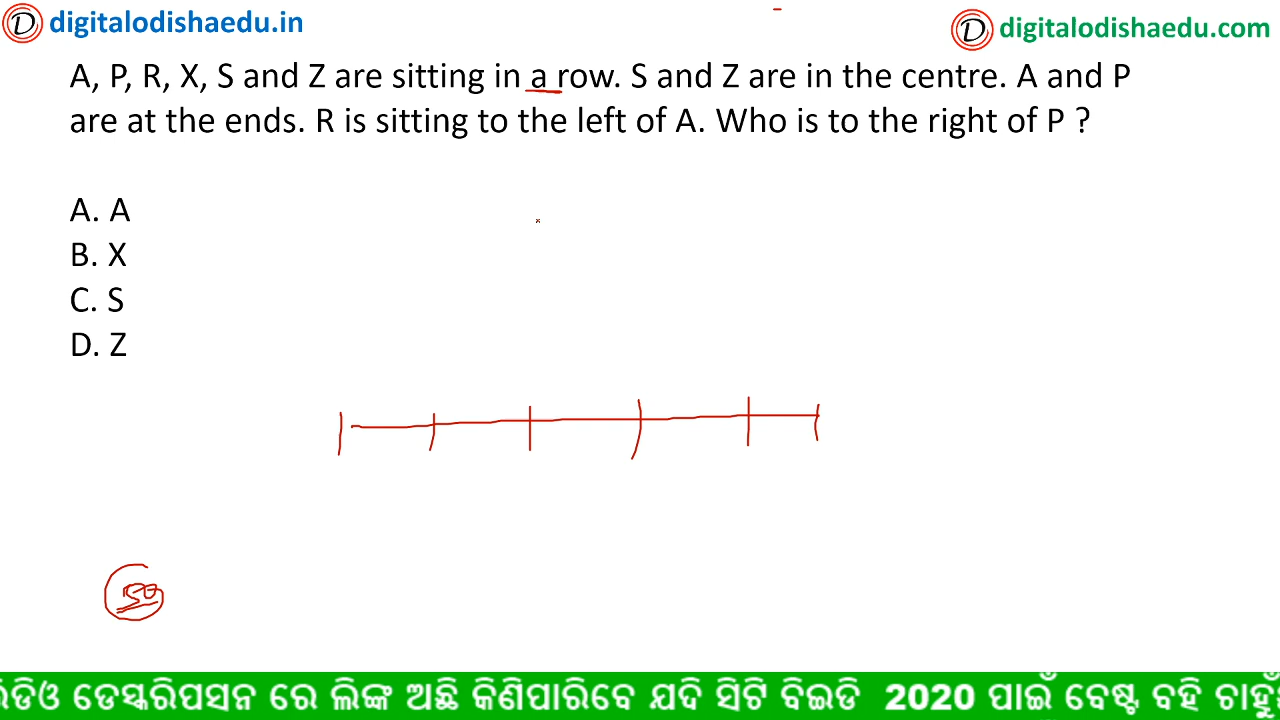 digitalodishaedu.in
digitalodishaedu.com
A, P, R, X, S and Z are sitting in a row. S and Z are in the centre. A and P
are at the ends. R is sitting to the left of A. Who is to the right of P ?
A. A
B. X
C. S
D. Z
50
ଡେସ୍କରିପସନ ରେ ଲିଙ୍କ ଅଛି କିଣିପାରିବେ ଯଦି ସିଟି ବିଇଡି 2020 ପାଇଁ ବେଷ୍ଟ ବହି